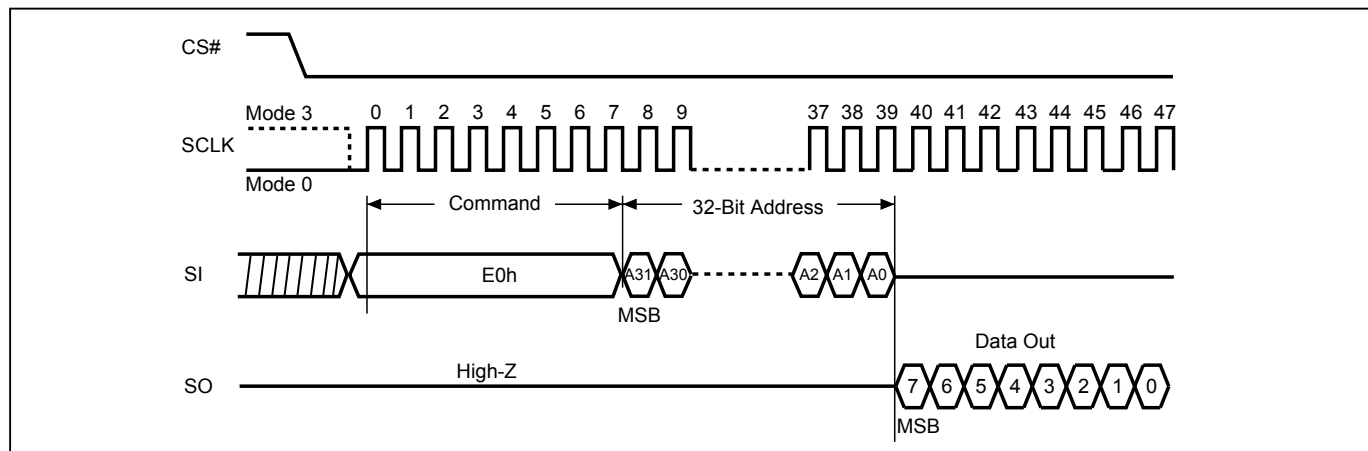 CS#
Mode 3
0 1 2 3 4 5 6 7 8 9 37 38 39 40 41 42 43 44 45 46 47
SCLK
Mode 0
Command 32-Bit Address
SI E0h A31 A30 A2 A1 A0
MSB
Data Out
High-Z
SO 7 6 5 4 3 2 1 0
MSB